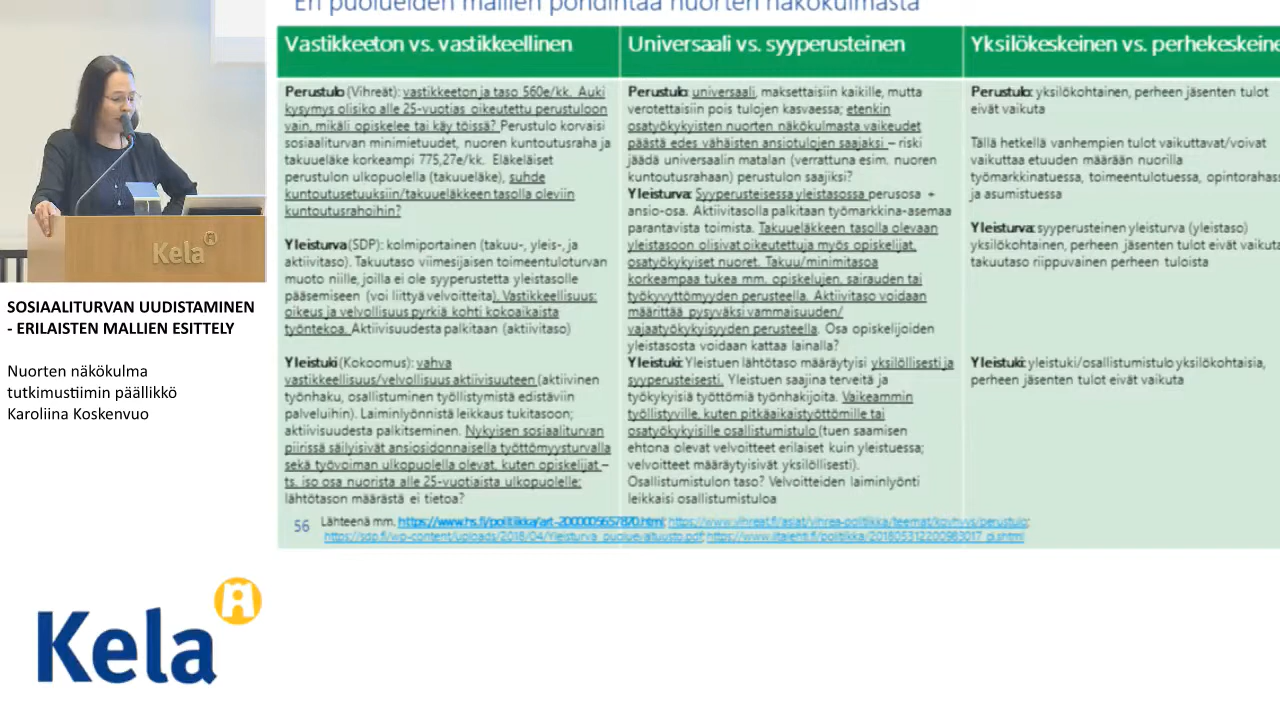 Eri puolueiden mallien pohdintaa nuorten näkökulmasta
Vastikkeeton vs. vastikkeellinen
Perustulo (Vihreät): vastikkeeton ja taso 560e/kk. Auki
kysymys olisiko alle 25-vuotias oikeutettu perustuloon
vain, mikäli opiskelee tai käy töissä? Perustulo korvaisi
sosiaaliturvan minimietuudet, nuoren kuntoutusraha ja
takuueläke korkeampi 775,27e/kk. Eläkeläiset
perustulon ulkopuolella (takuueläke), suhde
kuntoutusetuuksiin/takuueläkkeen tasolla oleviin
kuntoutusrahoihin?
Yleisturva (SDP): kolmiportainen (takuu-, yleis-, ja
aktiivitaso). Takuutaso viimesijaisen toimeentuloturvan
muoto niille, joilla ei ole syyperustetta yleistasolle
pääsemiseen (voi liittyä velvoitteita). Vastikkeellisuus:
oikeus ja velvollisuus pyrkiä kohti kokoaikaista
työntekoa. Aktiivisuudesta palkitaan (aktiivitaso)
Yleistuki (Kokoomus): vahva
vastikkeellisuus/velvollisuus aktiivisuuteen (aktiivinen
työnhaku, osallistuminen työllistymistä edistäviin
palveluihin). Laiminlyönnistä leikkaus tukitasoon;
aktiivisuudesta palkitseminen. Nykyisen sosiaaliturvan
piirissä säilyisivät ansiosidonnaisella työttömyysturvalla
sekä työvoiman ulkopuolella olevat, kuten opiskelijat –
ts. iso osa nuorista alle 25-vuotiaista ulkopuolelle;
lähtötason määrästä ei tietoa?
Universaali vs. syyperusteinen
Perustulo: universaali, maksettaisiin kaikille, mutta
verotettaisiin pois tulojen kasvaessa; etenkin
osatyökykyisten nuorten näkökulmasta vaikeudet
päästä edes vähäisten ansiotulojen saajaksi – riski
jäädä universaalin matalan (verrattuna esim. nuoren
kuntoutusrahaan) perustulon saajiksi?
Yleisturva: Syyperusteisessa yleistasossa perusosa +
ansio-osa. Aktiivitasolla palkitaan työmarkkina-asemaa
parantavista toimista. Takuueläkkeen tasolla olevaan
yleistasoon olisivat oikeutettuja myös opiskelijat,
osatyökykyiset nuoret. Takuu/minimitasoa
korkeampaa tukea mm. opiskelujen, sairauden tai
työkyvyttömyyden perusteella. Aktiivitaso voidaan
määrittää pysyväksi vammaisuuden/
vajaatyökykyisyyden perusteella. Osa opiskelijoiden
yleistasosta voidaan kattaa lainalla?
Yleistuki: Yleistuen lähtötaso määräytyisi yksilöllisesti ja
syyperusteisesti. Yleistuen saajina terveitä ja
työkykyisiä työttömiä työnhakijoita. Vaikeammin
työllistyville, kuten pitkäaikaistyöttömille tai
osatyökykyisille osallistumistulo (tuen saamisen
ehtona olevat velvoitteet erilaiset kuin yleistuessa;
velvoitteet määräytyisivät yksilöllisesti).
Osallistumistulon taso? Velvoitteiden laiminlyönti
leikkaisi osallistumistuloa
Yksilökeskeinen vs. perhekeskeine
Perustulo: yksilökohtainen, perheen jäsenten tulot
eivät vaikuta
Tällä hetkellä vanhempien tulot vaikuttavat/voivat
vaikuttaa etuuden määrään nuorilla
työmarkkinatuessa, toimeentulotuessa, opintorahas
ja asumistuessa
Yleisturva: syyperusteinen yleisturva (yleistaso)
yksilökohtainen, perheen jäsenten tulot eivät vaikuta
takuutaso riippuvainen perheen tuloista
Yleistuki: yleistuki/osallistumistulo yksilökohtaisia,
perheen jäsenten tulot eivät vaikuta
56
Lähteenä mm.
Kela
SOSIAALITURVAN UUDISTAMINEN
- ERILAISTEN MALLIEN ESITTELY
Nuorten näkökulma
tutkimustiimin päällikkö
Karoliina Koskenvuo
Kela